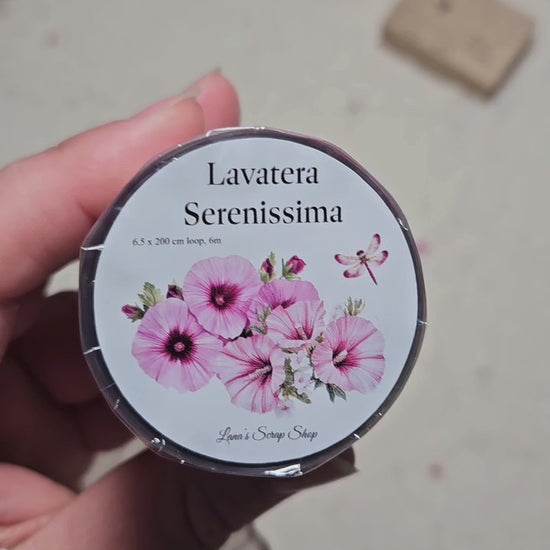 Lavatera
Serenissima
6.5 x 200 cm loop, 6m
Lana's Scrap Shop